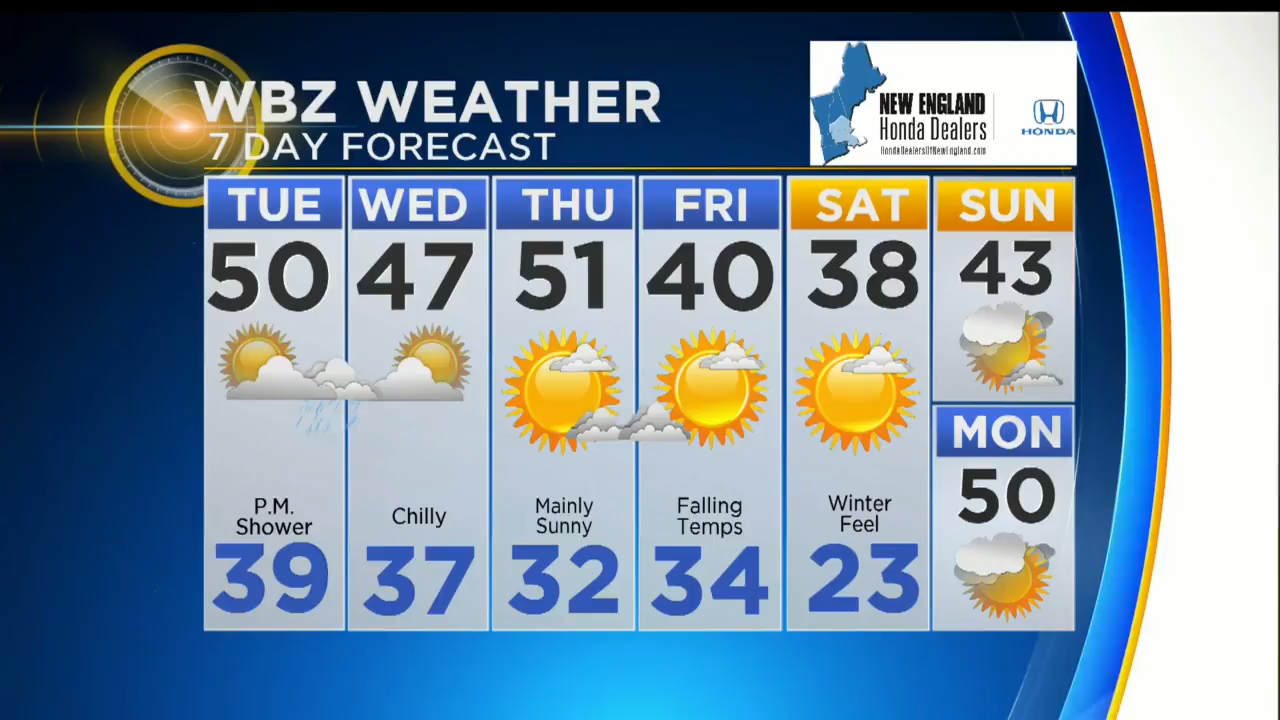 WBZ WEATHER
7 DAY FORECAST
NEW ENGLAND
Honda Dealers
HondaDealersOfNewEngland.com
HONDA
TUE
50
P.M.
Shower
39
WED
47
Chilly
37
THU
51
Mainly
Sunny
32
FRI
40
Falling
Temps
34
SAT
38
Winter
Feel
23
SUN
43
MON
50